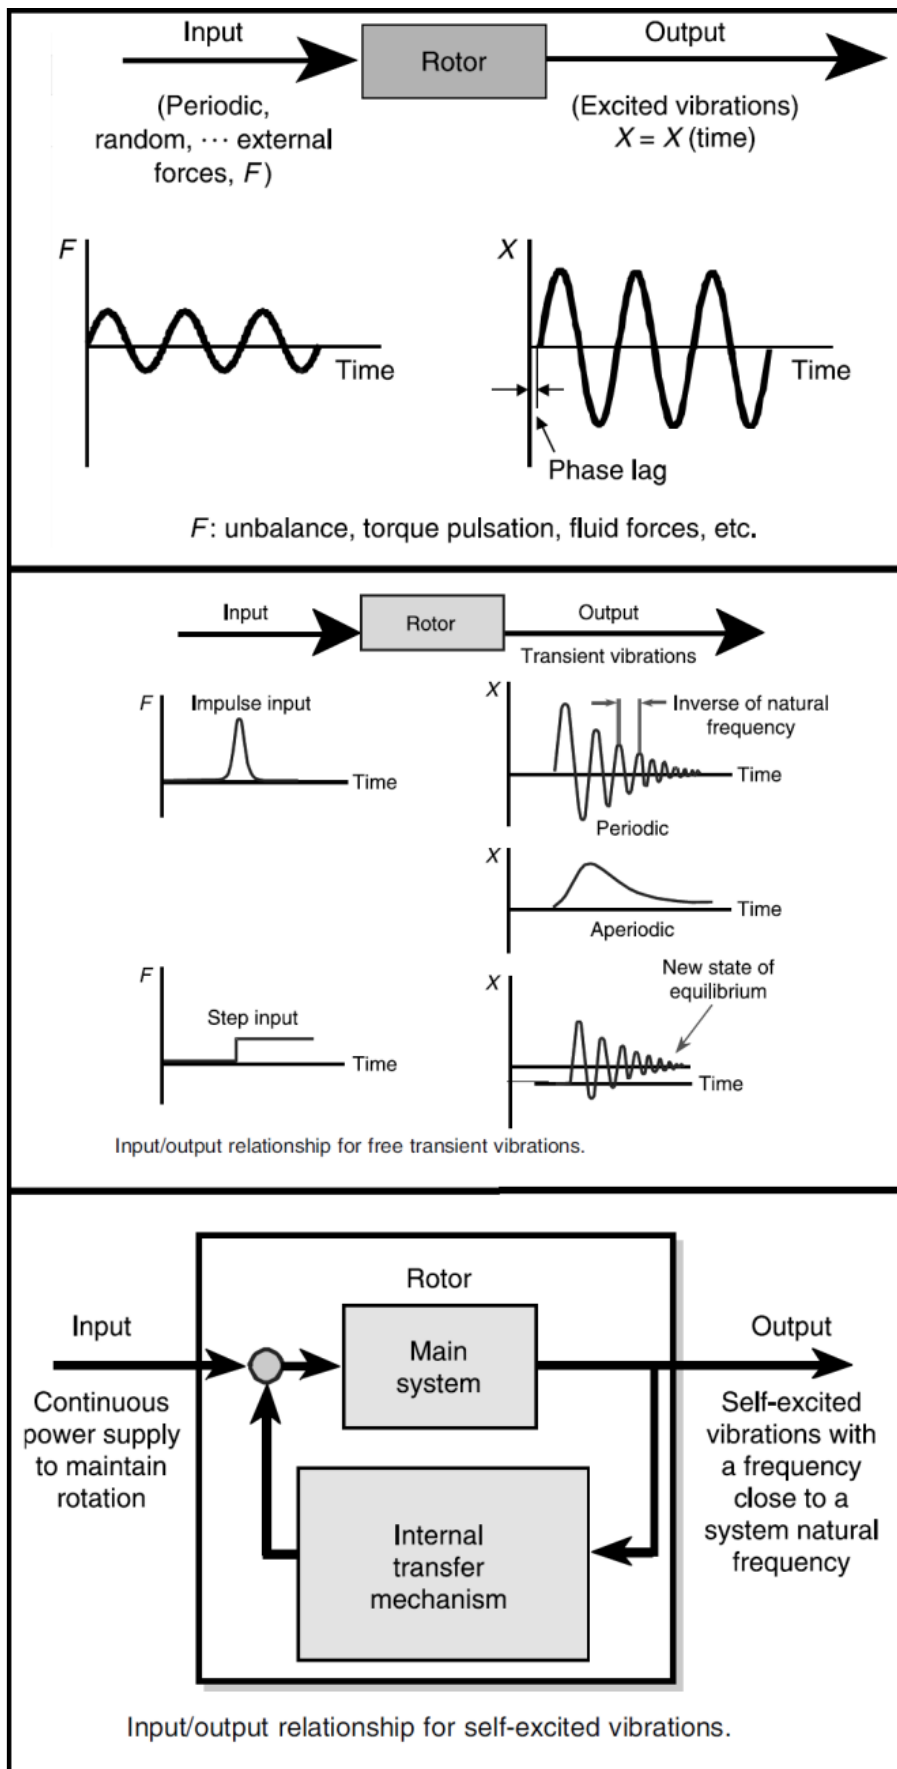 Input
Rotor
Output
(Periodic,
random, ··· external
forces, F)
(Excited vibrations)
X = X (time)
F
Time
X
Time
Phase lag
F: unbalance, torque pulsation, fluid forces, etc.
Input
Rotor
Output
Transient vibrations
F
Impulse input
Time
X
Inverse of natural
frequency
Time
Periodic
X
Time
Aperiodic
F
Step input
Time
X
New state of
equilibrium
Time
Input/output relationship for free transient vibrations.
Rotor
Input
Main
system
Output
Continuous
power supply
to maintain
rotation
Internal
transfer
mechanism
Self-excited
vibrations with
a frequency
close to a
system natural
frequency
Input/output relationship for self-excited vibrations.